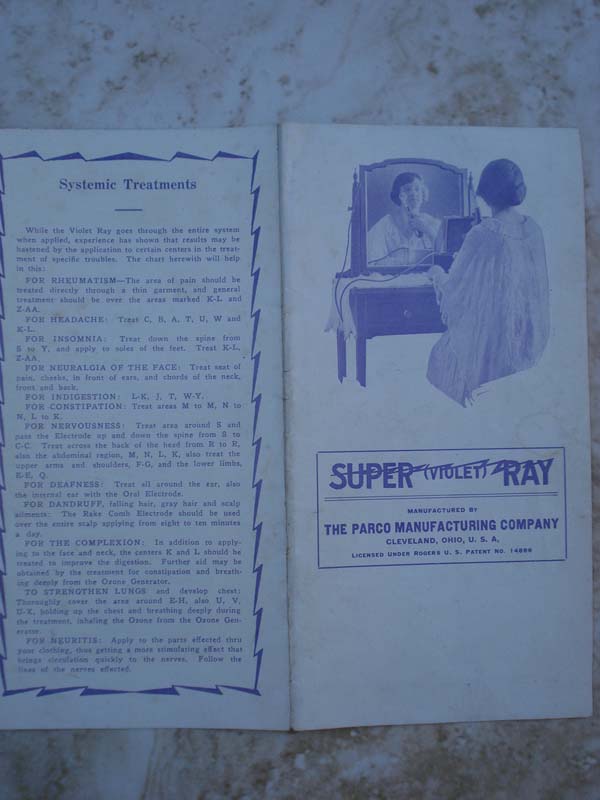 Systemic Treatments
While the Violet Ray goes through the entire system
when applied, experience has shown that results may be
hastened by the application to certain centers in the treat-
ment of specific troubles. The chart herewith will help
in this:
FOR RHEUMATISM—The area of pain should be
treated directly through a thin garment, and general
treatment should be over the areas marked K-L and
Z-AA.
FOR HEADACHE: Treat C, B, A, T, U, W and
K-L.
FOR INSOMNIA: Treat down the spine from
S to Y, and apply to soles of the feet. Treat K-L,
Z-AA.
FOR NEURALGIA OF THE FACE: Treat seat of
pain, cheeks, in front of ears, and chords of the neck,
front and back.
FOR INDIGESTION: L-K, J, T, W-Y.
FOR CONSTIPATION: Treat areas M to M, N to
N, L to K.
FOR NERVOUSNESS: Treat area around S and
pass the Electrode up and down the spine from S to
C-C. Treat across the back of the head from R to R,
also the abdominal region, M, N, L, K, also treat the
upper arms and shoulders, F-G, and the lower limbs,
E-E, Q.
FOR DEAFNESS: Treat all around the ear, also
the internal ear with the Oral Electrode.
FOR DANDRUFF, falling hair, gray hair and scalp
ailments: The Rake Comb Electrode should be used
over the entire scalp applying from eight to ten minutes
a day.
FOR THE COMPLEXION: In addition to apply-
ing to the face and neck, the centers K and L should be
treated to improve the digestion. Further aid may be
obtained by the treatment for constipation and breath-
ing deeply from the Ozone Generator.
TO STRENGTHEN LUNGS and develop chest:
Thoroughly cover the area around E-H, also U, V,
U-X, holding up the chest and breathing deeply during
the treatment, inhaling the Ozone from the Ozone Gen-
erator.
FOR NEURITIS: Apply to the parts effected thru
your clothing, thus getting a more stimulating effect that
brings circulation quickly to the nerves. Follow the
lines of the nerves effected.
SUPER (VIOLET) RAY
MANUFACTURED BY
THE PARCO MANUFACTURING COMPANY
CLEVELAND, OHIO, U. S. A,
LICENSED UNDER ROGERS U. S. PATENT NO. 14889